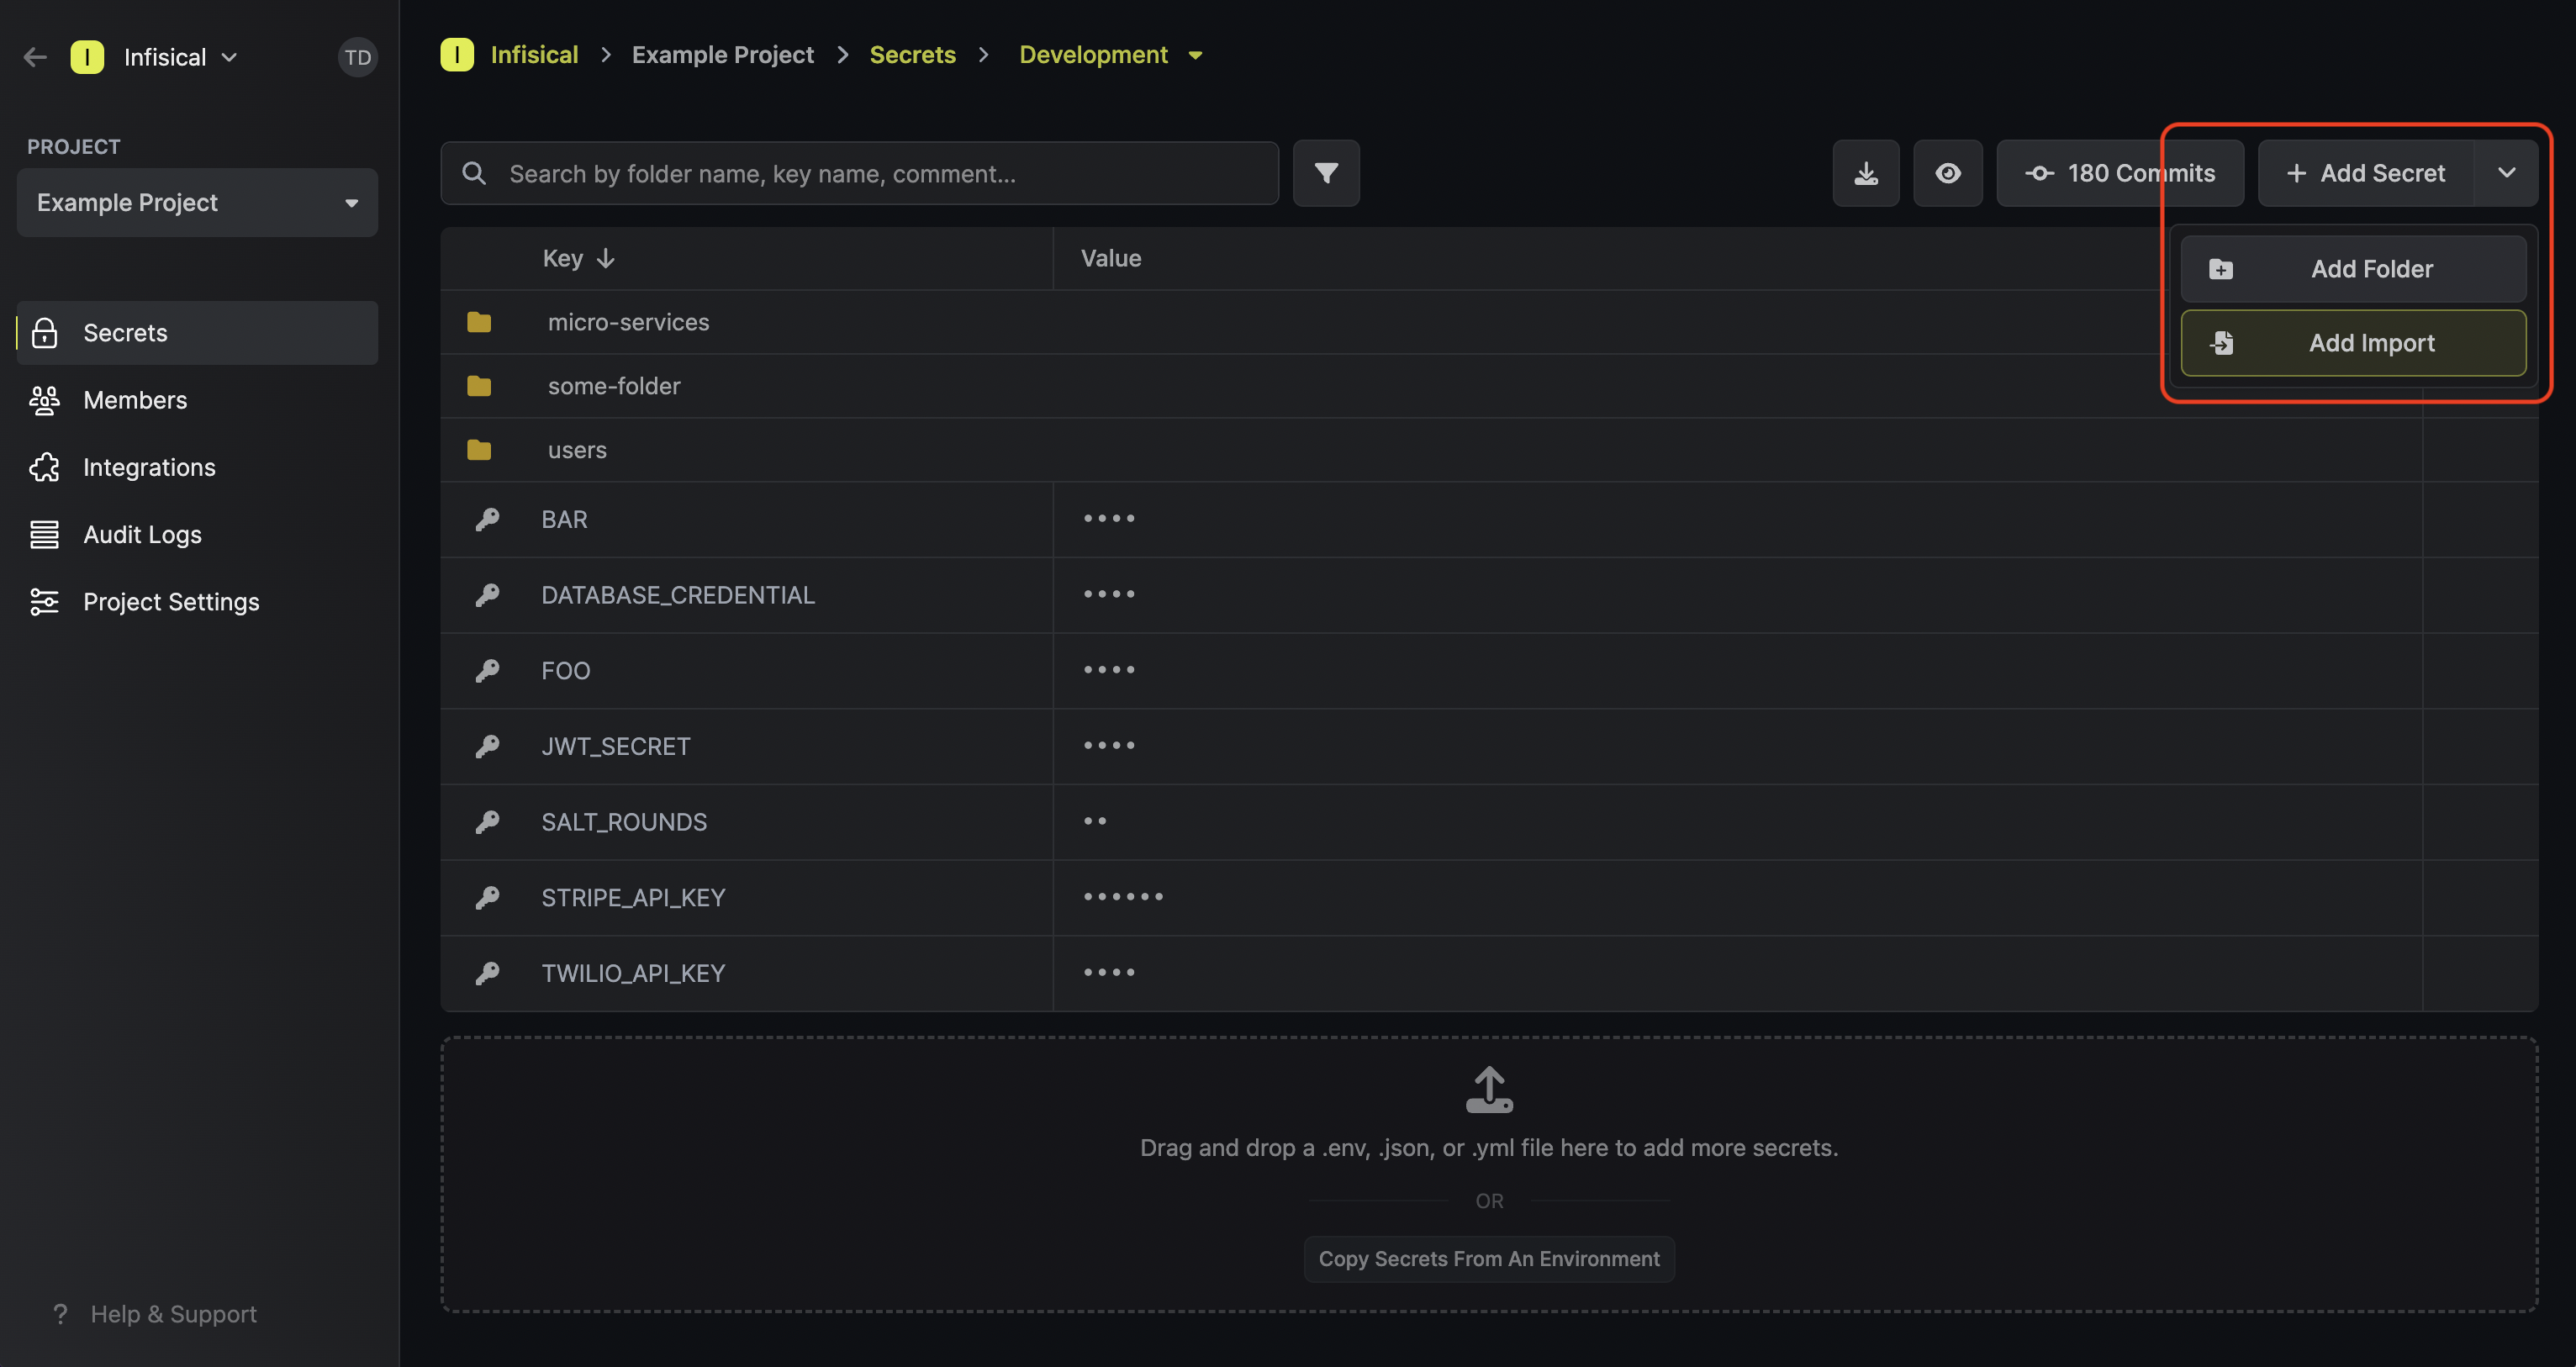 I Infisical TD
PROJECT
Example Project
Secrets
Members
Integrations
Audit Logs
Project Settings
? Help & Support
I Infisical > Example Project > Secrets > Development
Search by folder name, key name, comment...
180 Commits
+ Add Secret
Add Folder
Add Import
Key ↓ Value
micro-services
some-folder
users
BAR ••••
DATABASE_CREDENTIAL ••••
FOO ••••
JWT_SECRET ••••
SALT_ROUNDS ••
STRIPE_API_KEY ••••••
TWILIO_API_KEY ••••
Drag and drop a .env, .json, or .yml file here to add more secrets.
OR
Copy Secrets From An Environment